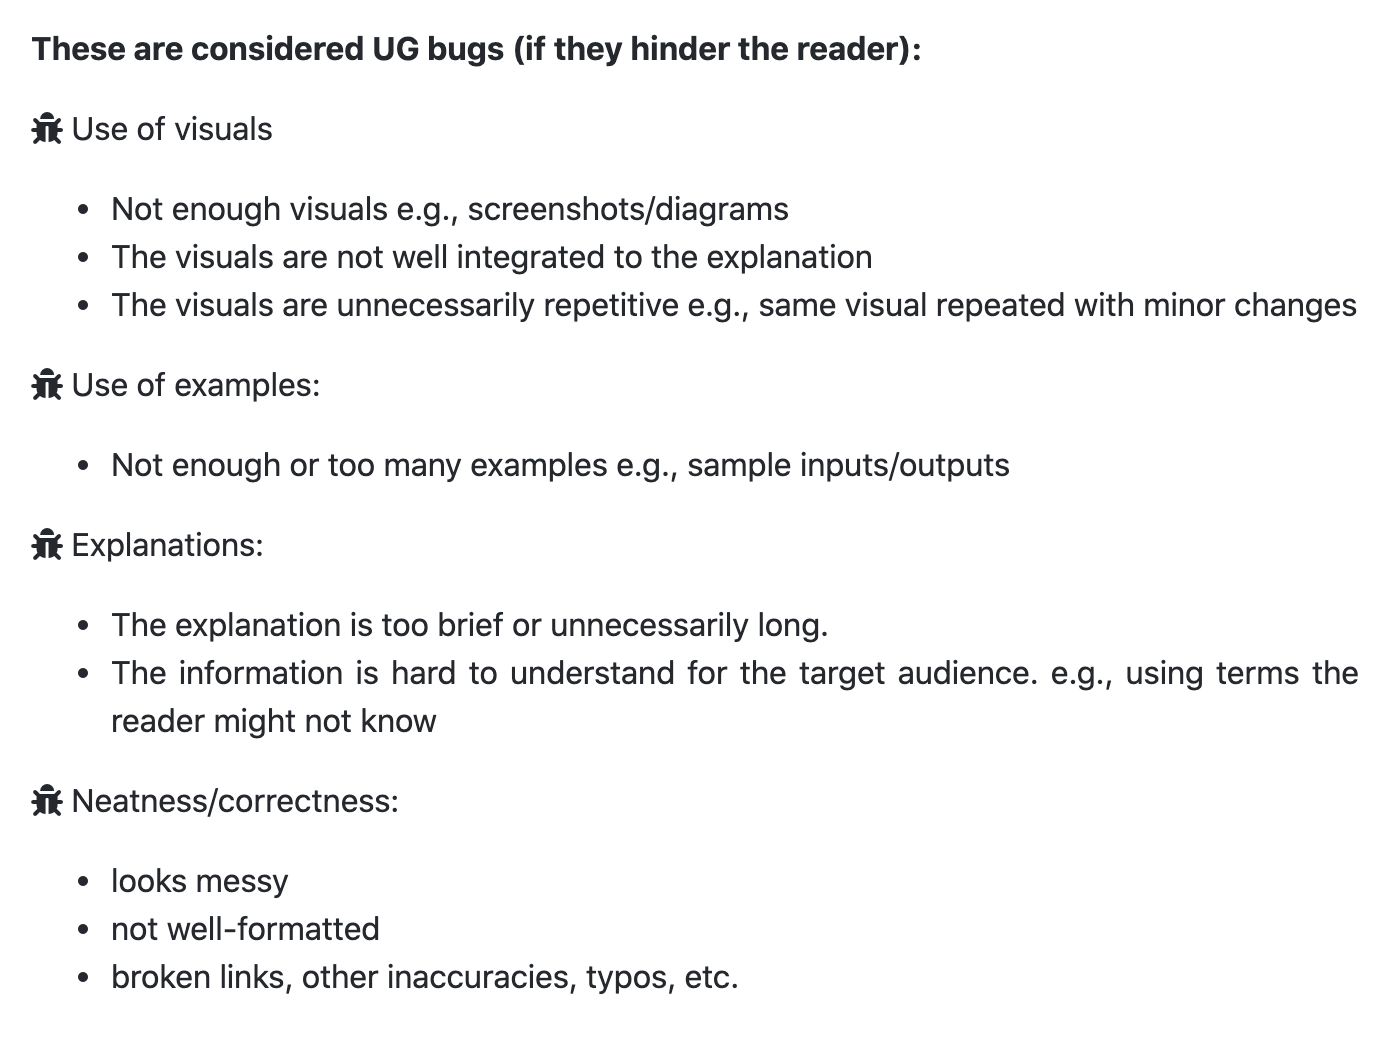 These are considered UG bugs (if they hinder the reader):
Use of visuals
• Not enough visuals e.g., screenshots/diagrams
• The visuals are not well integrated to the explanation
• The visuals are unnecessarily repetitive e.g., same visual repeated with minor changes
Use of examples:
• Not enough or too many examples e.g., sample inputs/outputs
Explanations:
• The explanation is too brief or unnecessarily long.
• The information is hard to understand for the target audience. e.g., using terms the
reader might not know
Neatness/correctness:
• looks messy
• not well-formatted
• broken links, other inaccuracies, typos, etc.